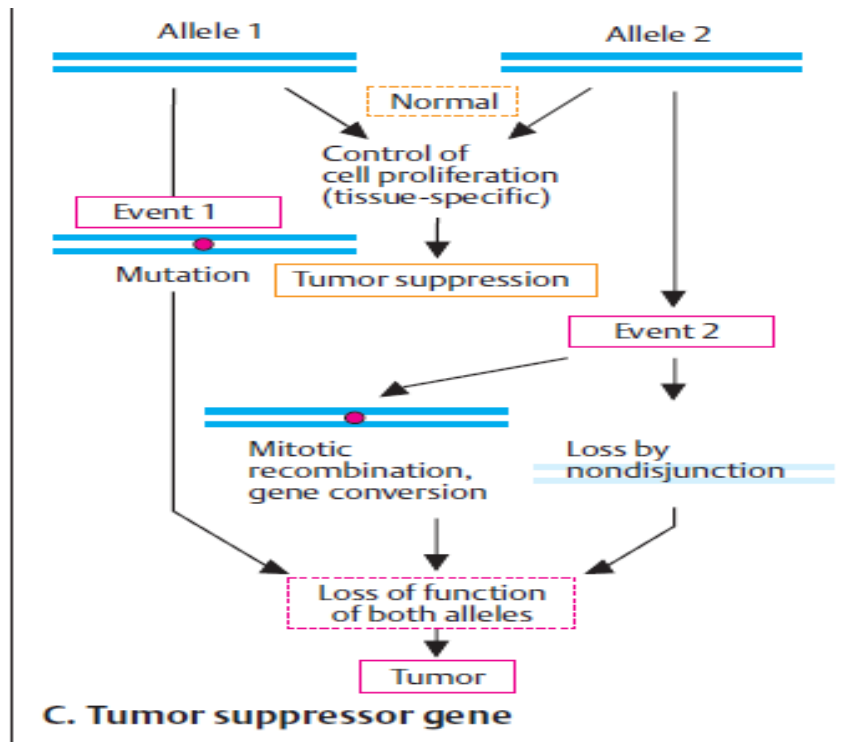 Allele 1
Allele 2
Normal
Control of
cell proliferation
(tissue-specific)
Event 1
Mutation
Tumor suppression
Event 2
Mitotic
recombination,
gene conversion
Loss by
nondisjunction
Loss of function
of both alleles
Tumor
C. Tumor suppressor gene